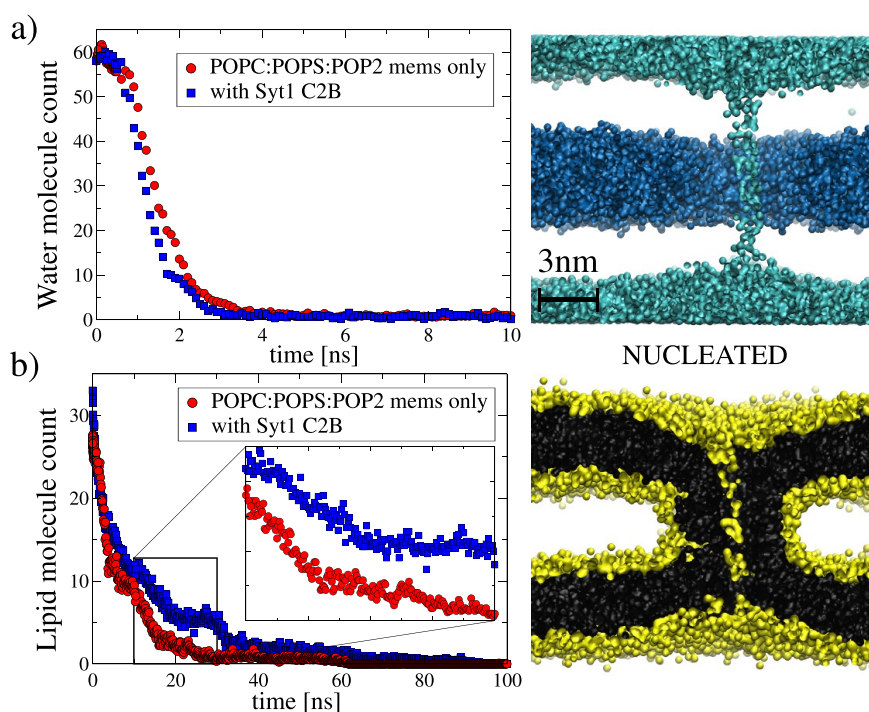 a)
Water molecule count
60
50
40
30
20
10
0
POPC:POPS:POP2 mems only
with Syt1 C2B
0 2 4 6 8 10
time [ns]
3nm
NUCLEATED
b)
Lipid molecule count
30
20
10
0
POPC:POPS:POP2 mems only
with Syt1 C2B
0 20 40 60 80 100
time [ns]